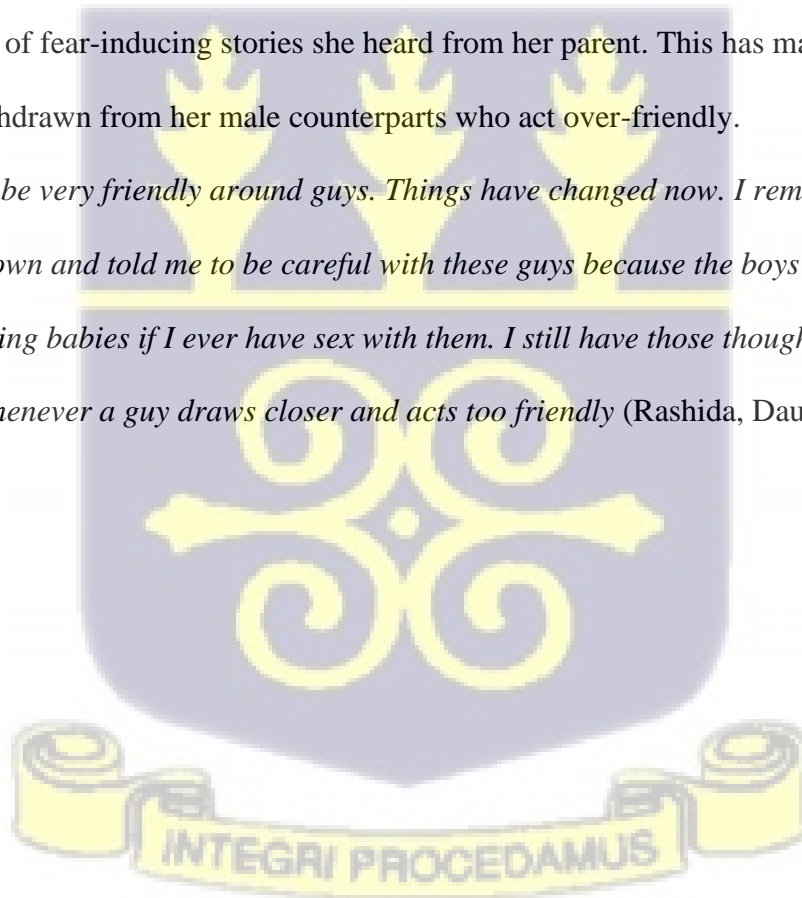 of fear-inducing stories she heard from her parent. This has ma
hdrawn from her male counterparts who act over-friendly.
be very friendly around guys. Things have changed now. I rem
own and told me to be careful with these guys because the boys
ing babies if I ever have sex with them. I still have those though
henever a guy draws closer and acts too friendly (Rashida, Dau
INTEGRI PROCEDAMUS